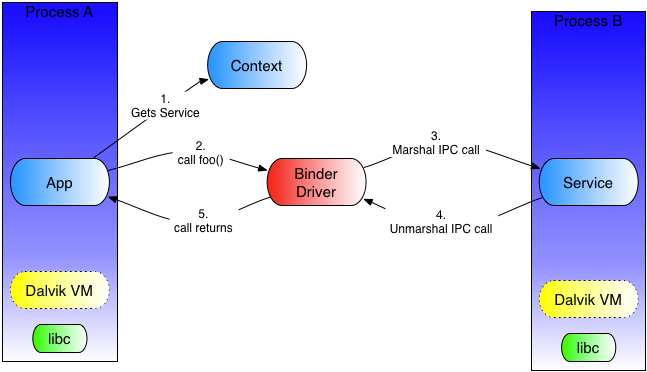 Process A
Process B
Context
1.
Gets Service
2.
call foo()
3.
Marshal IPC call
App
Binder
Driver
Service
5.
call returns
4.
Unmarshal IPC call
Dalvik VM
libc
Dalvik VM
libc